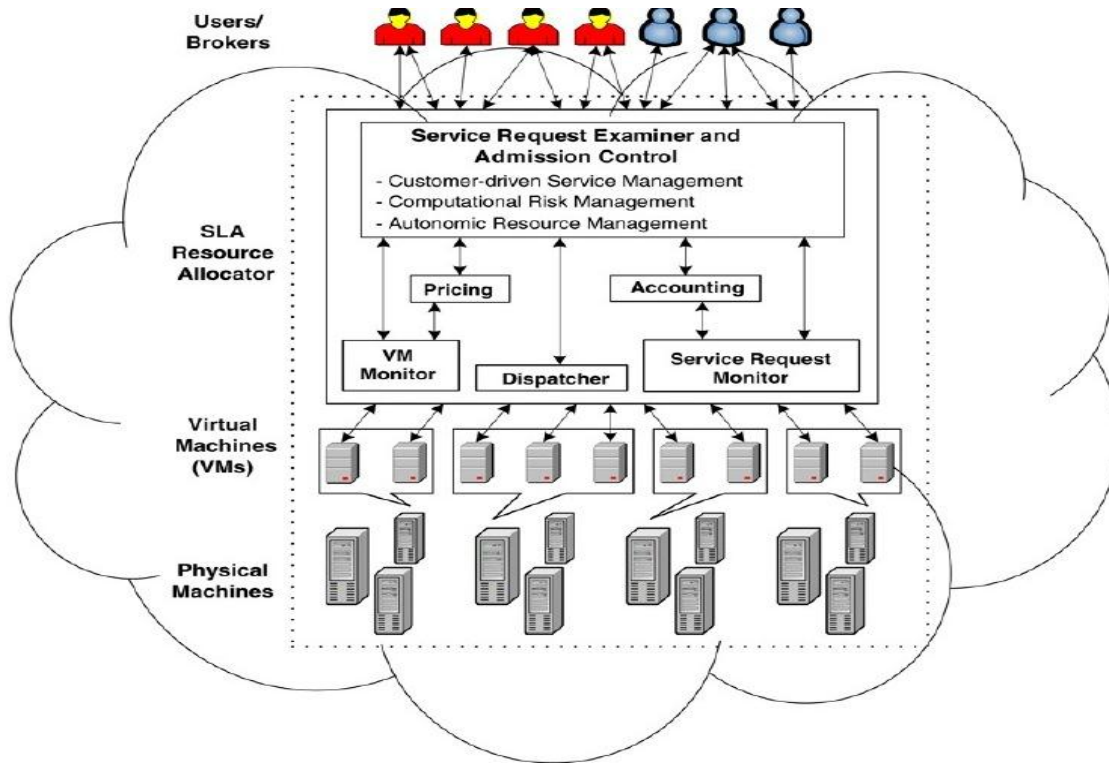 Users/
Brokers
Service Request Examiner and
Admission Control
- Customer-driven Service Management
- Computational Risk Management
- Autonomic Resource Management
SLA
Resource
Allocator
Pricing
Accounting
VM
Monitor
Dispatcher
Service Request
Monitor
Virtual
Machines
(VMs)
Physical
Machines